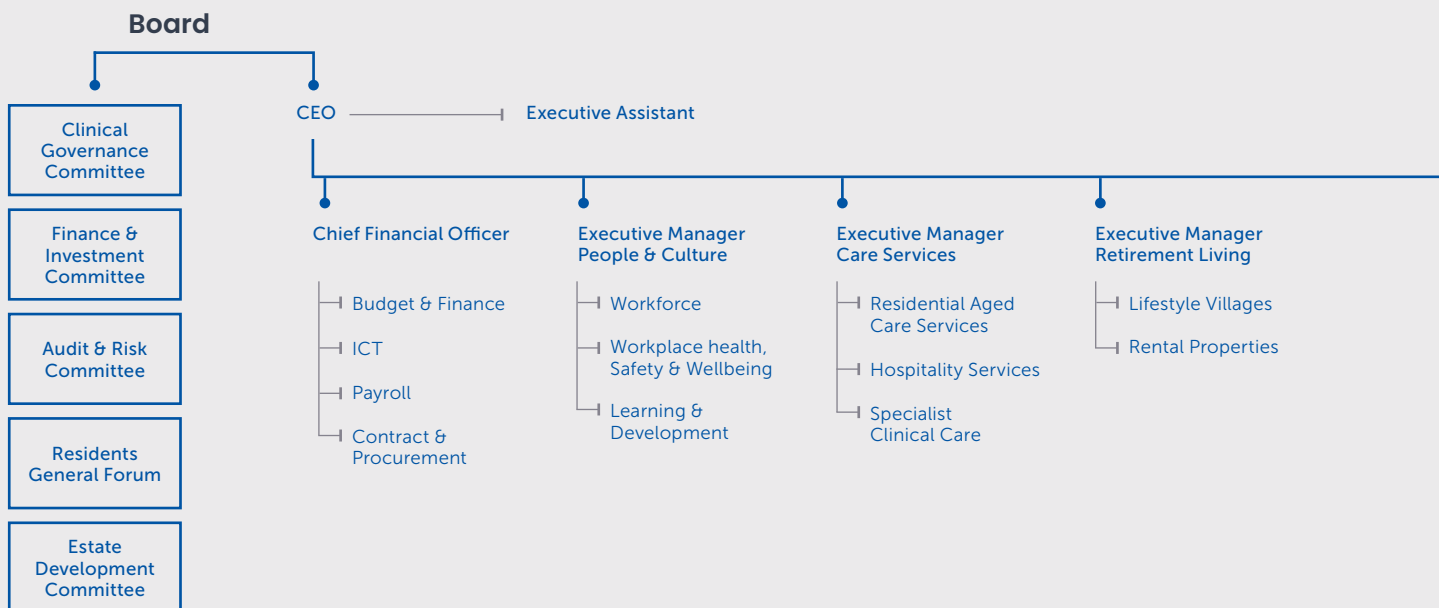 Board
CEO
Executive Assistant
Clinical
Governance
Committee
Finance &
Investment
Committee
Audit & Risk
Committee
Residents
General Forum
Estate
Development
Committee
Chief Financial Officer
Budget & Finance
ICT
Payroll
Contract &
Procurement
Executive Manager
People & Culture
Workforce
Workplace health,
Safety & Wellbeing
Learning &
Development
Executive Manager
Care Services
Residential Aged
Care Services
Hospitality Services
Specialist
Clinical Care
Executive Manager
Retirement Living
Lifestyle Villages
Rental Properties